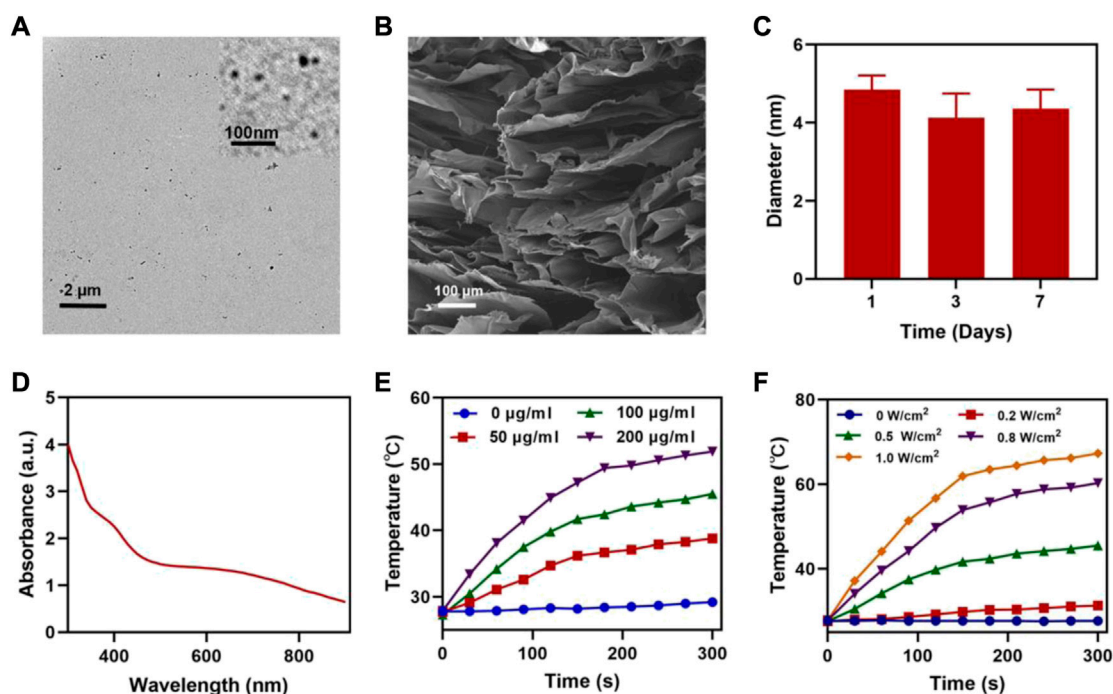 A
100nm
-2 μm
B
100 μm
C
Diameter (nm)
6
4
2
0
1 3 7
Time (Days)
D
Absorbance (a.u.)
5
4
3
2
1
0
400 600 800
Wavelength (nm)
E
Temperature (°C)
60
50
40
30
0 μg/ml 100 μg/ml
50 μg/ml 200 μg/ml
0 100 200 300
Time (s)
F
Temperature (°C)
80
60
40
0 W/cm² 0.2 W/cm²
0.5 W/cm² 0.8 W/cm²
1.0 W/cm²
0 100 200 300
Time (s)